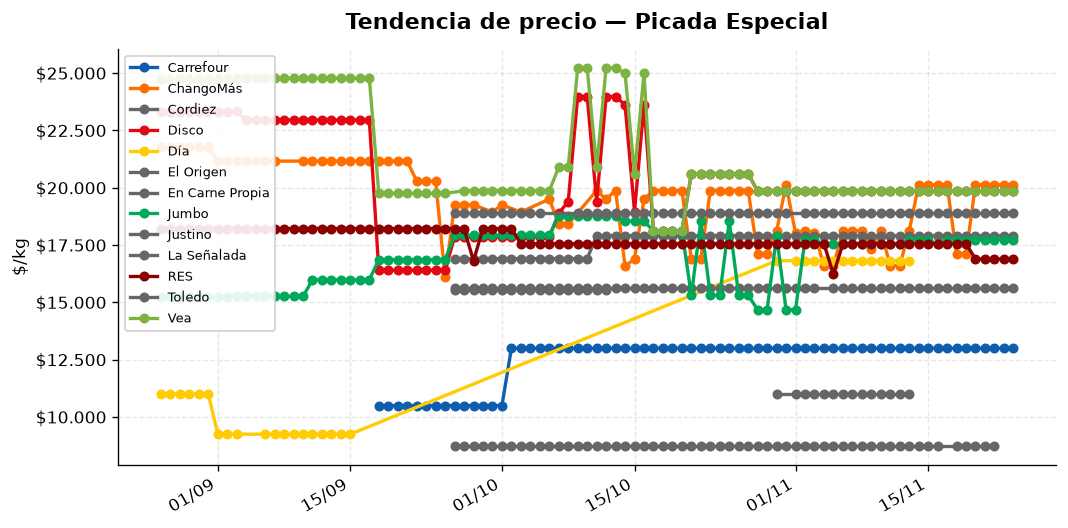 Tendencia de precio — Picada Especial
$/kg
$25.000
$22.500
$20.000
$17.500
$15.000
$12.500
$10.000
Carrefour
ChangoMás
Cordiez
Disco
Día
El Origen
En Carne Propia
Jumbo
Justino
La Señalada
RES
Toledo
Vea
01/09
15/09
01/10
15/10
01/11
15/11